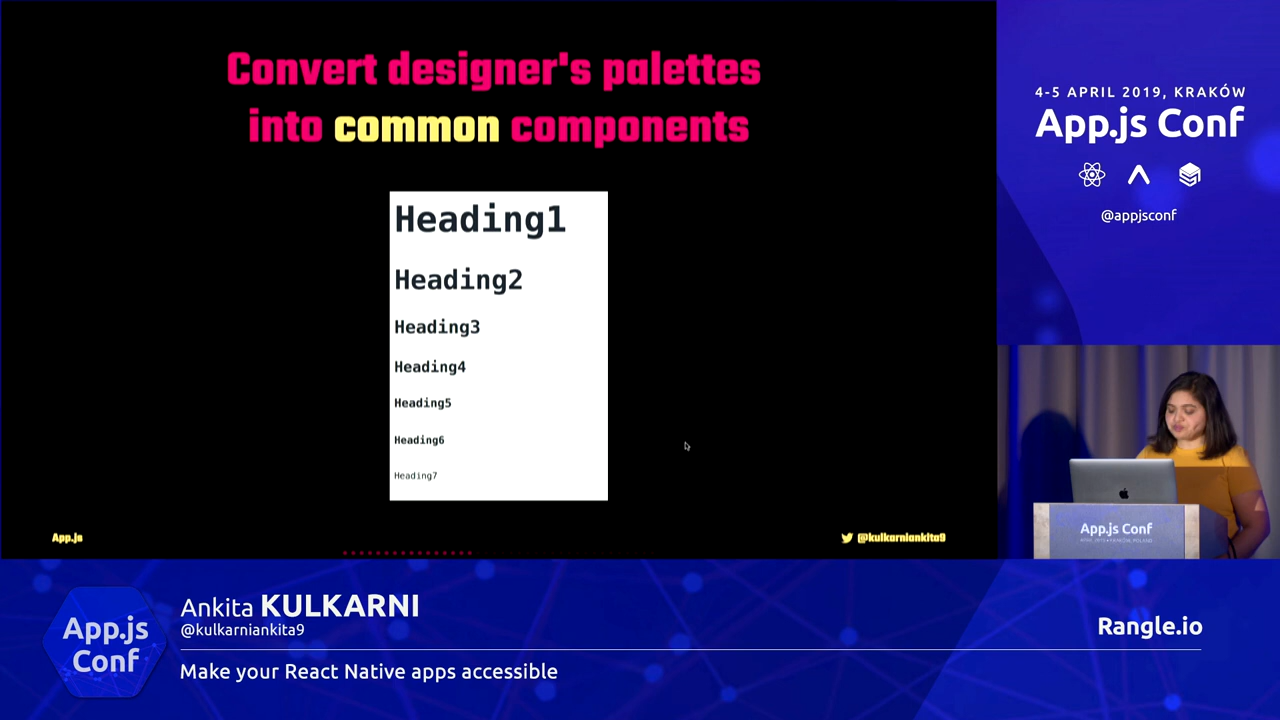 Convert designer's palettes
into common components
Heading1
Heading2
Heading3
Heading4
Heading5
Heading6
Heading7
App.js
@kulkarniankita9
4-5 APRIL 2019, KRAKÓW
App.js Conf
@appjsconf
App.js Conf
Ankita KULKARNI
@kulkarniankita9
Make your React Native apps accessible
Rangle.io
App.js
Conf